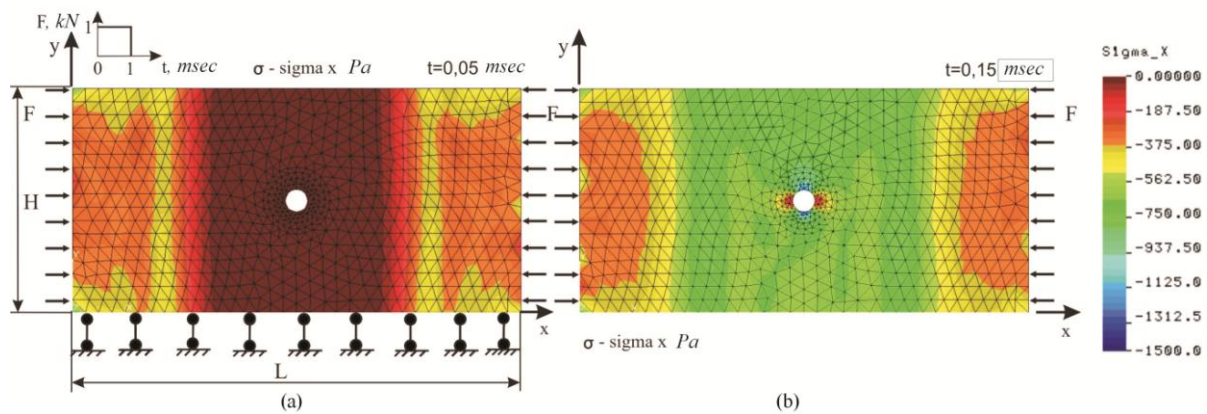 F, kN
1
y
0 1 t, msec
σ - sigma x Pa
t=0,05 msec
F
F
H
x
L
(a)
y
t=0,15 msec
F
x
σ - sigma x Pa
(b)
Sigma_X
0.00000
-187.50
-375.00
-562.50
-750.00
-937.50
-1125.00
-1312.5
-1500.0